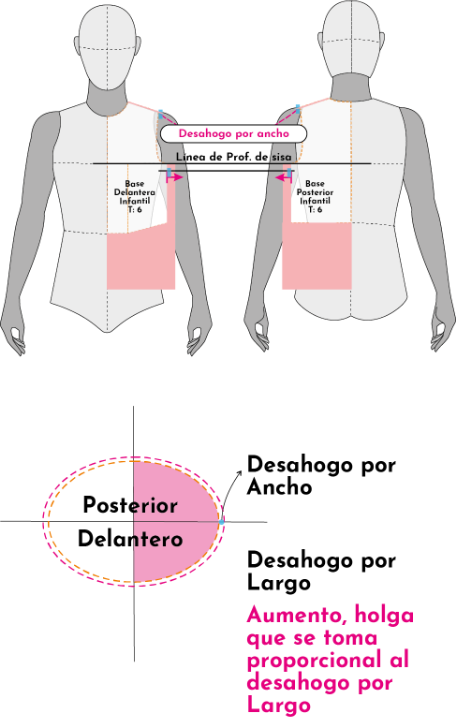 Desahogo por ancho
Línea de Prof. de sisa
Base
Delantera
Infantil
T: 6
Base
Posterior
Infantil
T: 6
Posterior
Delantero
Desahogo por
Ancho
Desahogo por
Largo
Aumento, holga
que se toma
proporcional al
desahogo por
Largo